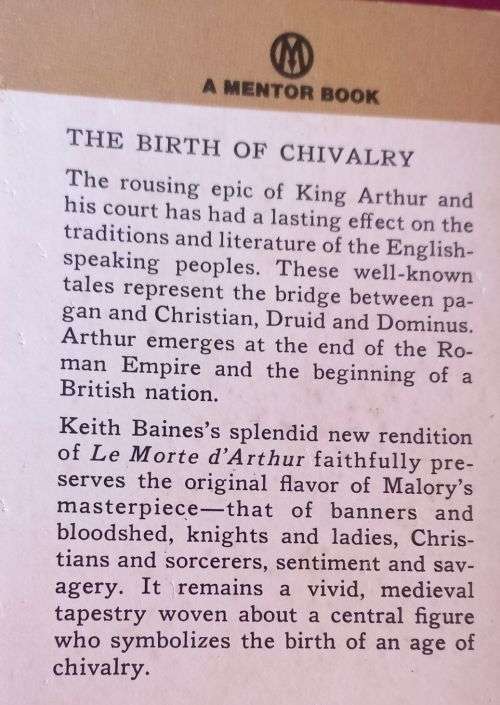 M
A MENTOR BOOK
THE BIRTH OF CHIVALRY
The rousing epic of King Arthur and
his court has had a lasting effect on the
traditions and literature of the English-
speaking peoples. These well-known
tales represent the bridge between pa-
gan and Christian, Druid and Dominus.
Arthur emerges at the end of the Ro-
man Empire and the beginning of a
British nation.
Keith Baines's splendid new rendition
of Le Morte d'Arthur faithfully pre-
serves the original flavor of Malory's
masterpiece—that of banners and
bloodshed, knights and ladies, Chris-
tians and sorcerers, sentiment and sav-
agery. It remains a vivid, medieval
tapestry woven about a central figure
who symbolizes the birth of an age of
chivalry.